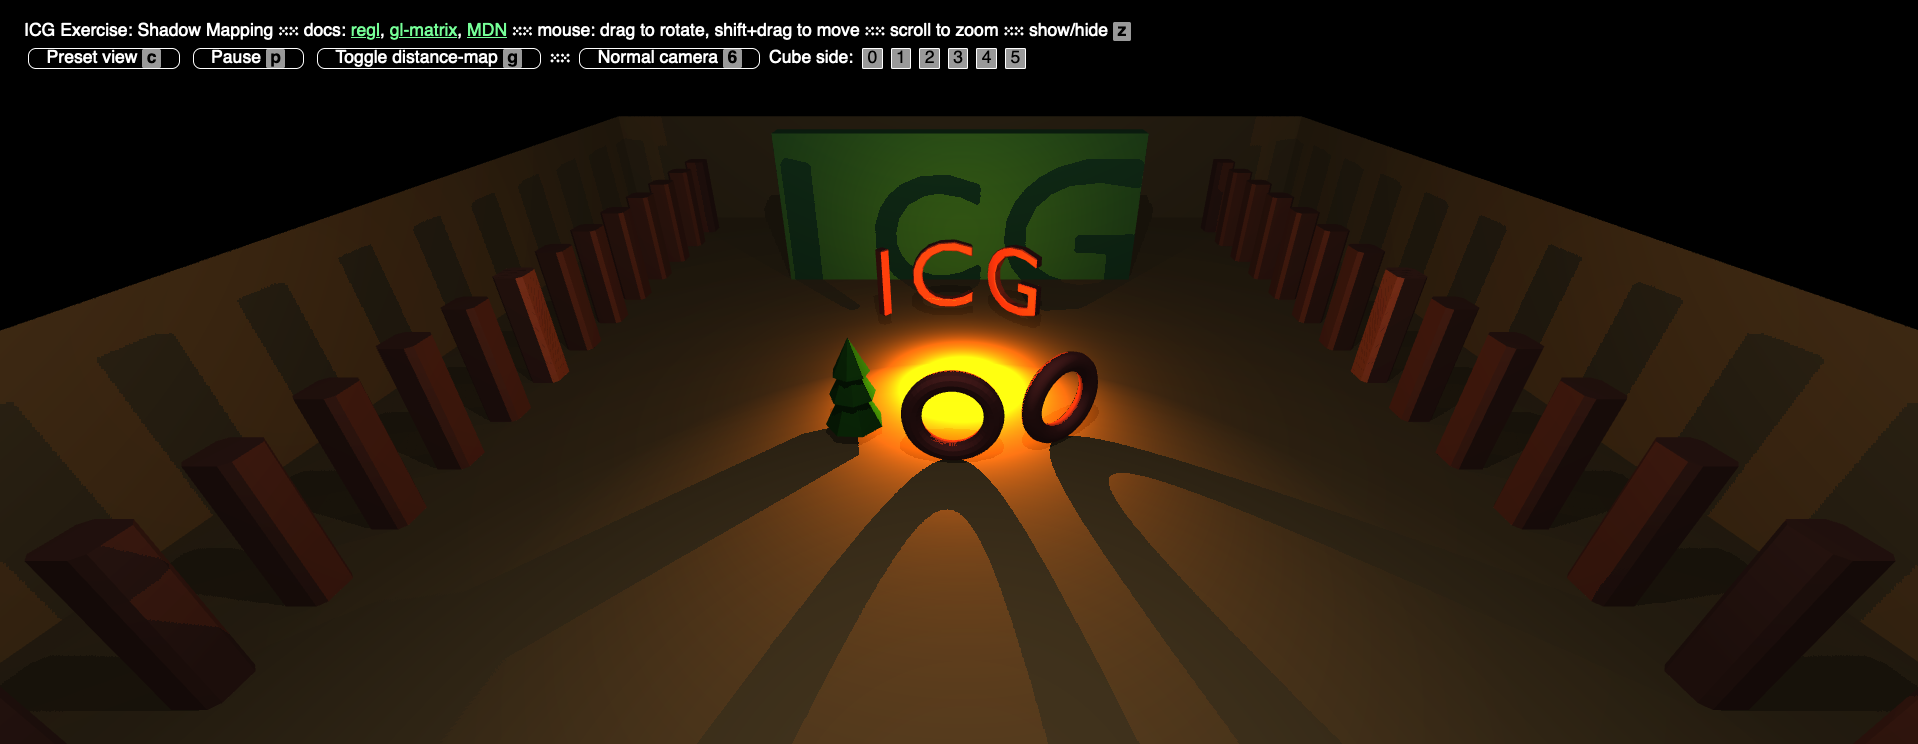 ICG Exercise: Shadow Mapping ⁙⁙ docs: regl, gl-matrix, MDN ⁙⁙ mouse: drag to rotate, shift+drag to move ⁙⁙ scroll to zoom ⁙⁙ show/hide z
Preset view c Pause p Toggle distance-map g ⁙⁙ Normal camera 6 Cube side: 0 1 2 3 4 5
ICG
ICG